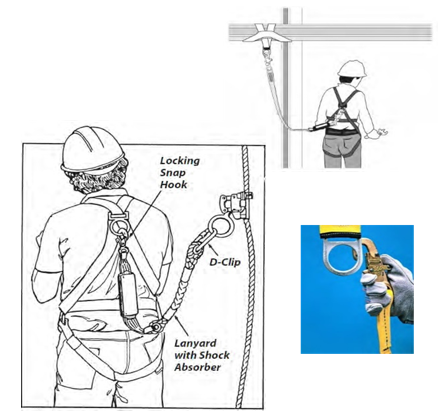 Locking
Snap
Hook
D-Clip
Lanyard
with Shock
Absorber